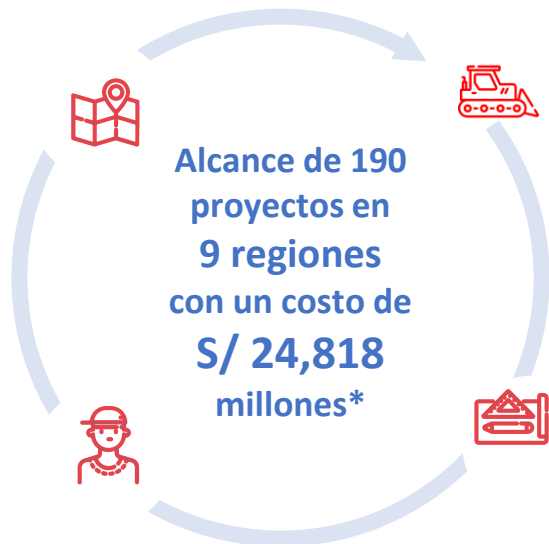 Alcance de 190
proyectos en
9 regiones
con un costo de
S/ 24,818
millones*